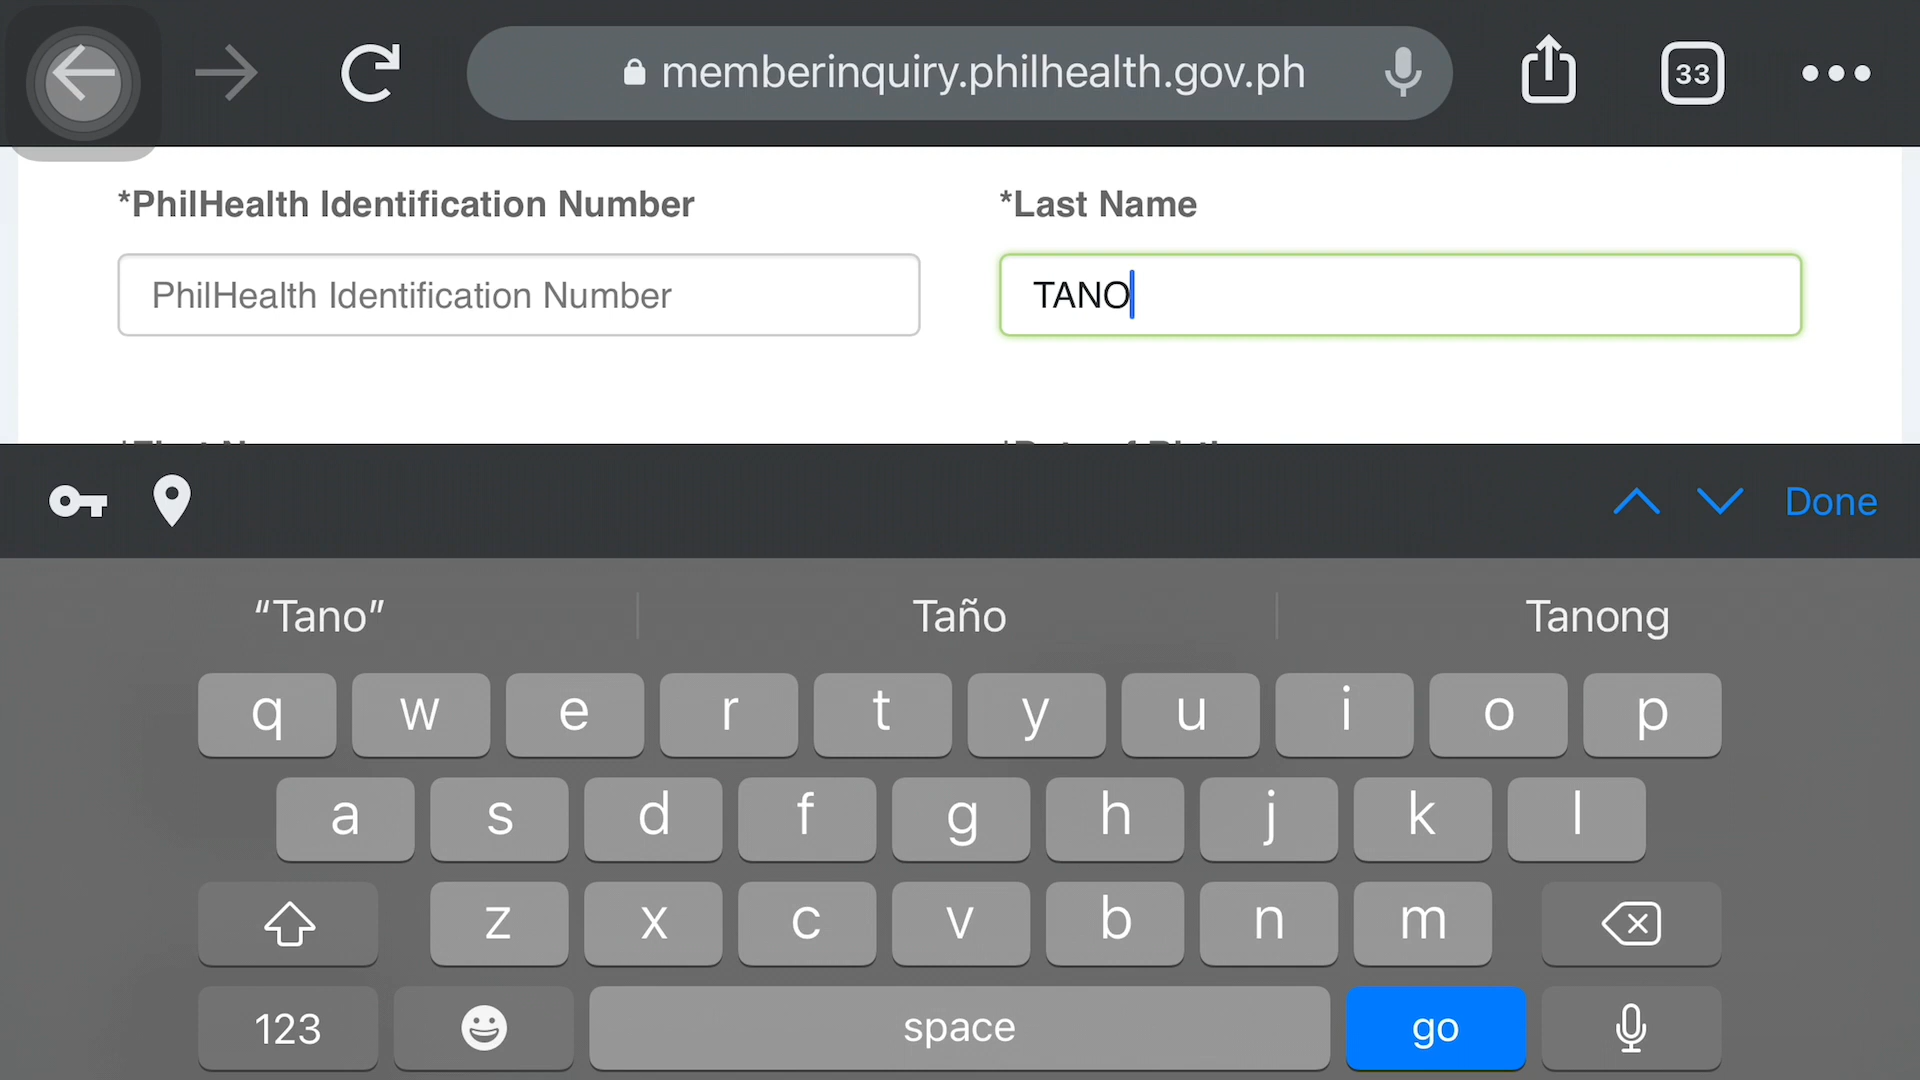 memberinquiry.philhealth.gov.ph
33
*PhilHealth Identification Number *Last Name
PhilHealth Identification Number TANO
Done
“Tano” Taño Tanong
q w e r t y u i o p
a s d f g h j k l
z x c v b n m
123 space go